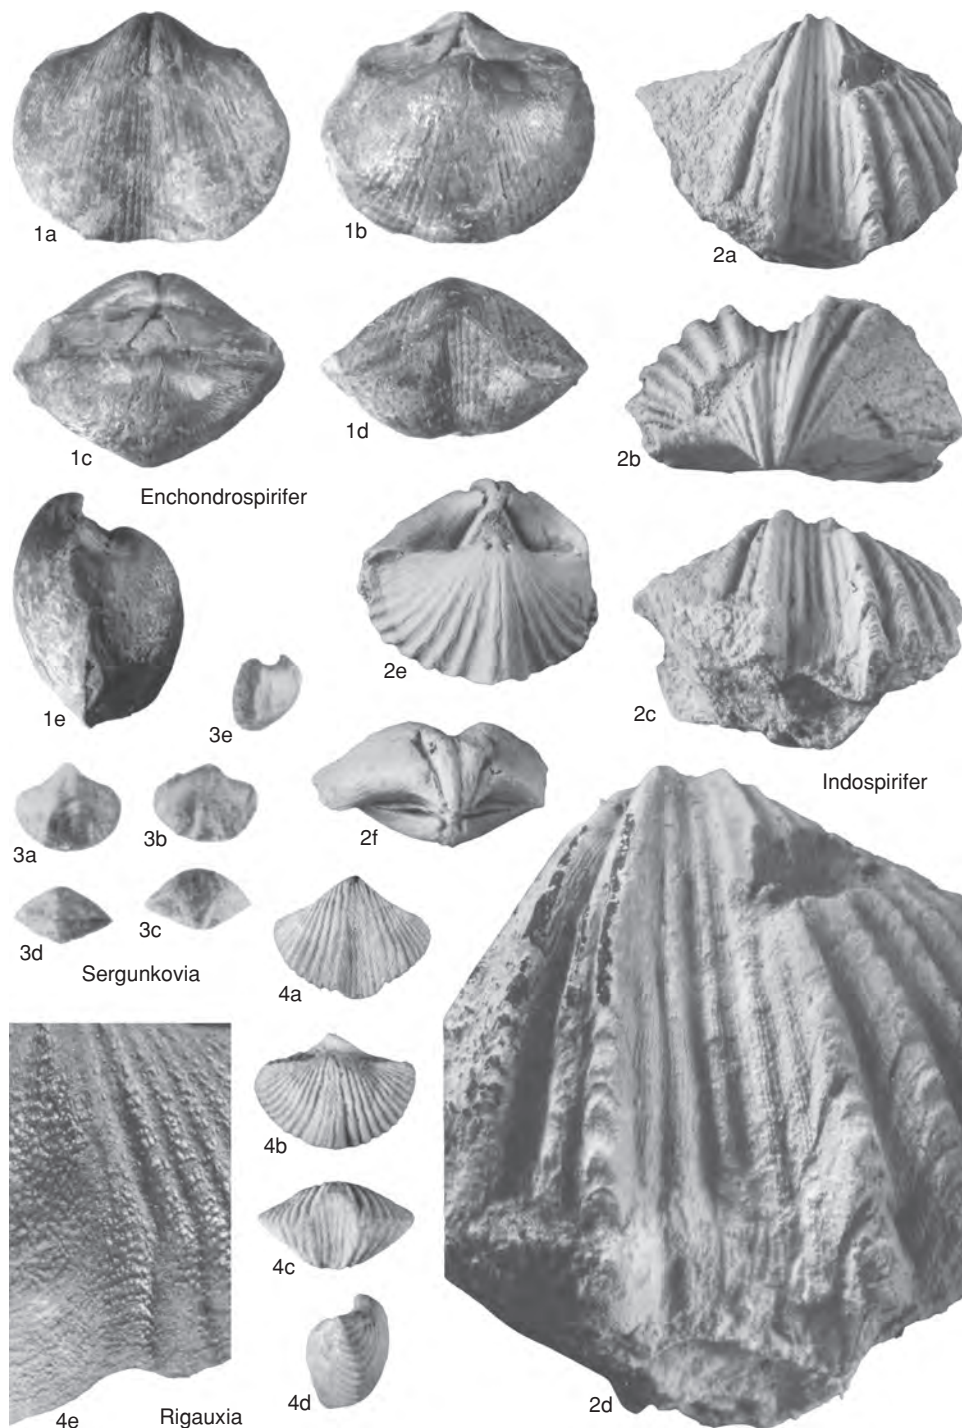 1a
1b
2a
1c
1d
2b
Enchondrospirifer
1e
3e
2e
2c
Indospirifer
3a
3b
2f
3d
3c
Sergunkovia
4a
4b
4c
4d
2d
4e
Rigauxia